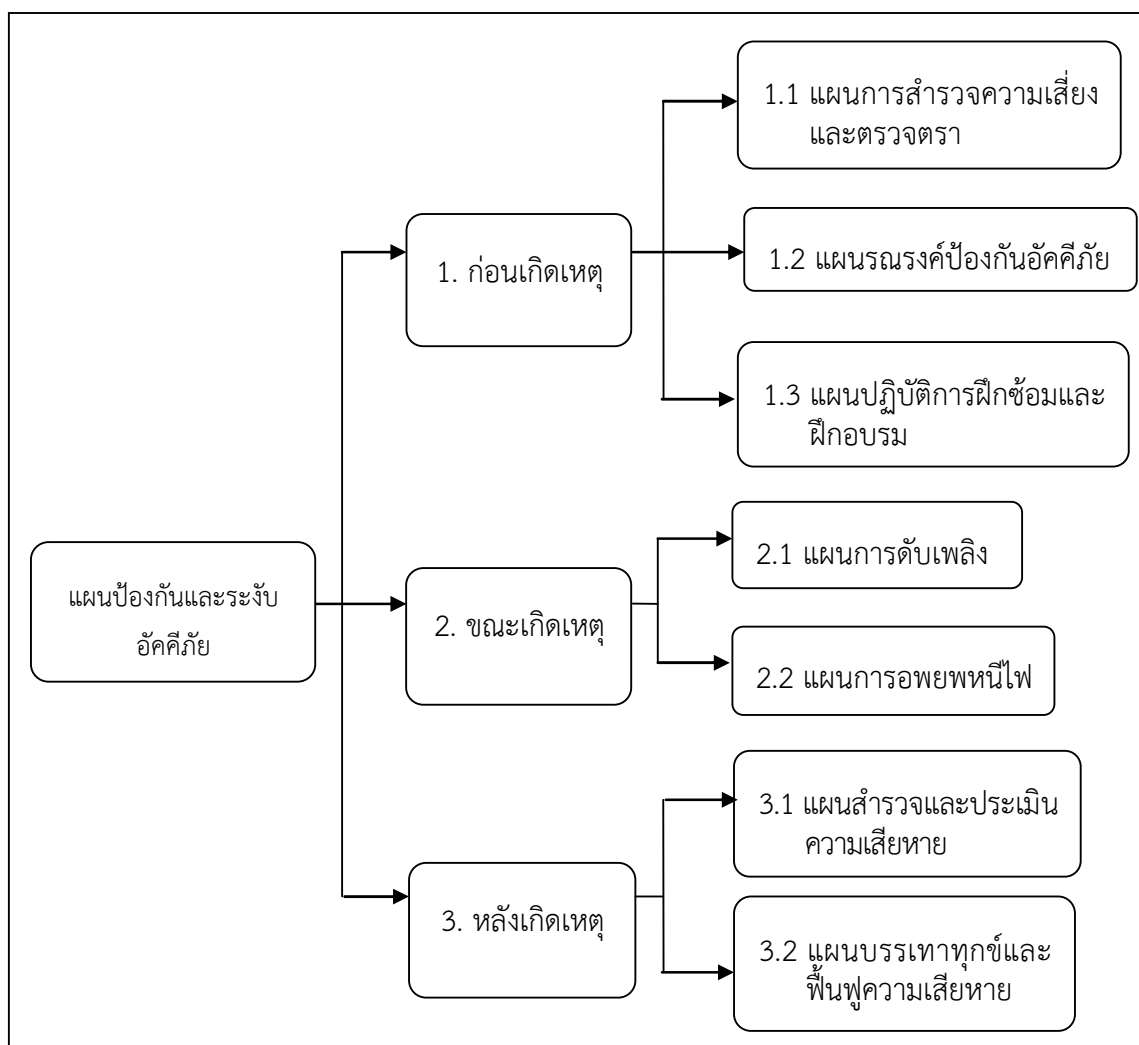 แผนป้องกันและระงับ
อัคคีภัย
1. ก่อนเกิดเหตุ
1.1 แผนการสำรวจความเสี่ยง
และตรวจตรา
1.2 แผนรณรงค์ป้องกันอัคคีภัย
1.3 แผนปฏิบัติการฝึกซ้อมและ
ฝึกอบรม
2. ขณะเกิดเหตุ
2.1 แผนการดับเพลิง
2.2 แผนการอพยพหนีไฟ
3. หลังเกิดเหตุ
3.1 แผนสำรวจและประเมิน
ความเสียหาย
3.2 แผนบรรเทาทุกข์และ
ฟื้นฟูความเสียหาย